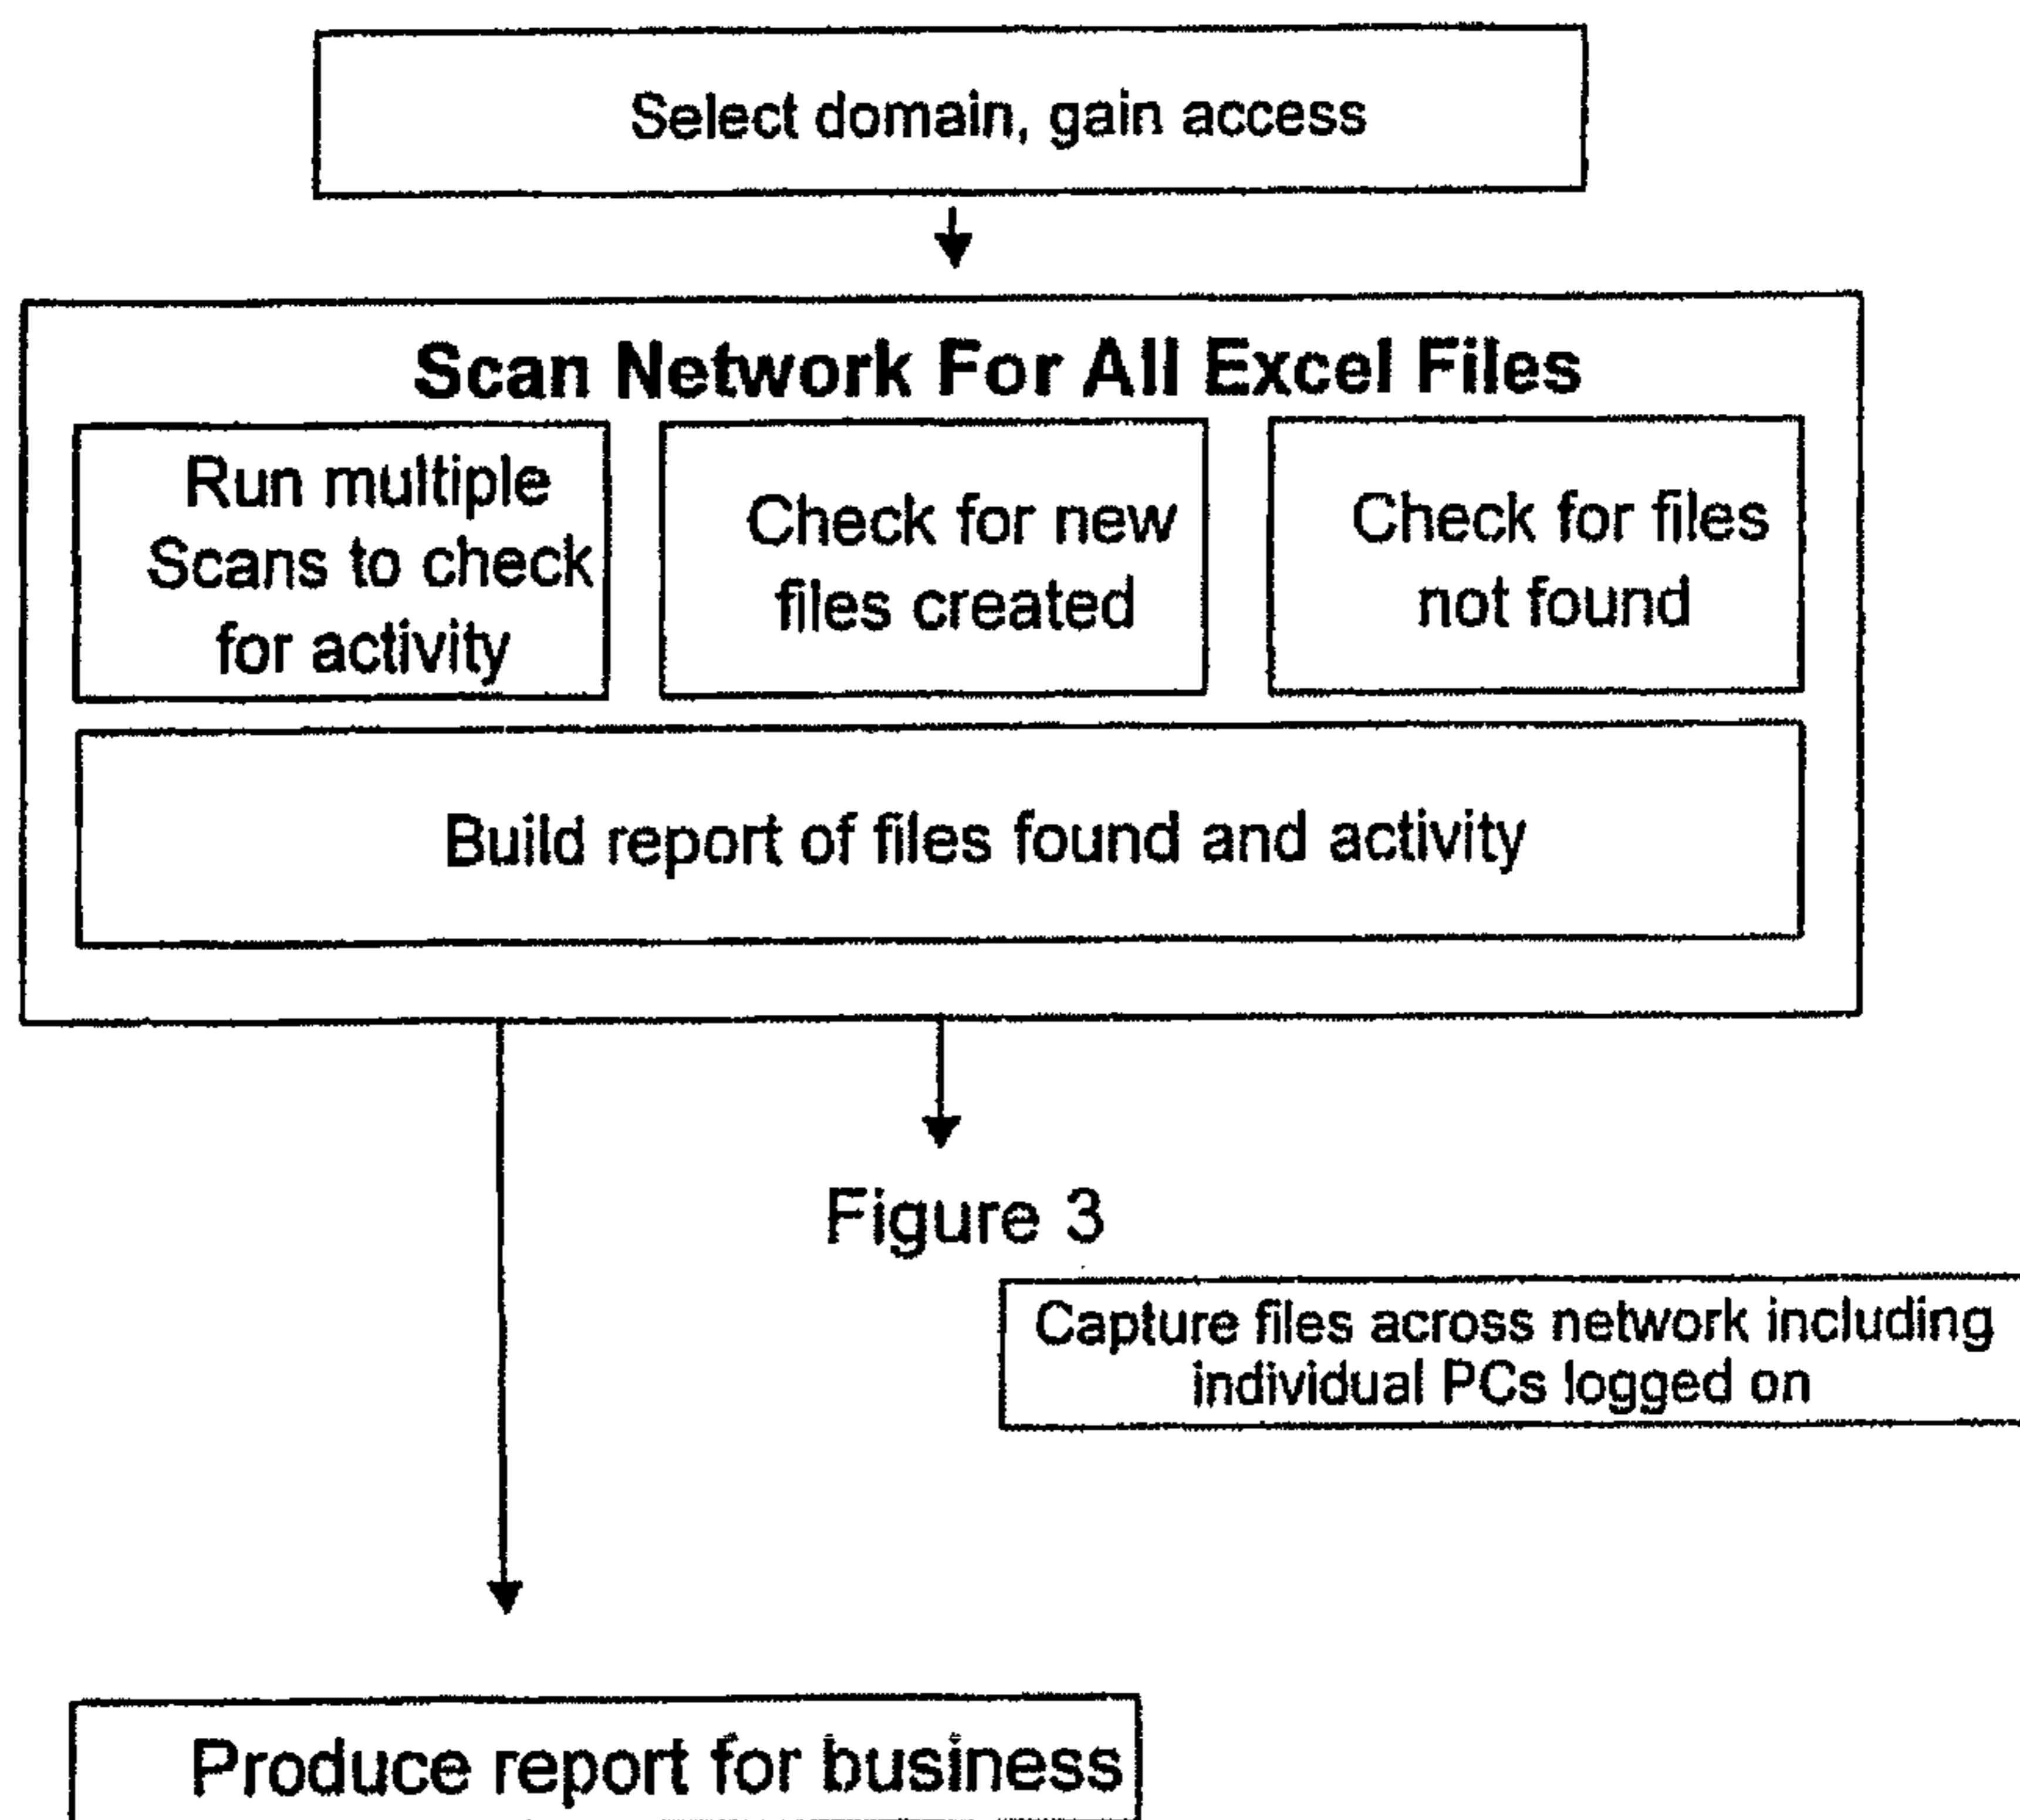 Select domain, gain access
Scan Network For All Excel Files
Run multiple
Scans to check
for activity
Check for new
files created
Check for files
not found
Build report of files found and activity
Figure 3
Capture files across network including
individual PCs logged on
Produce report for business